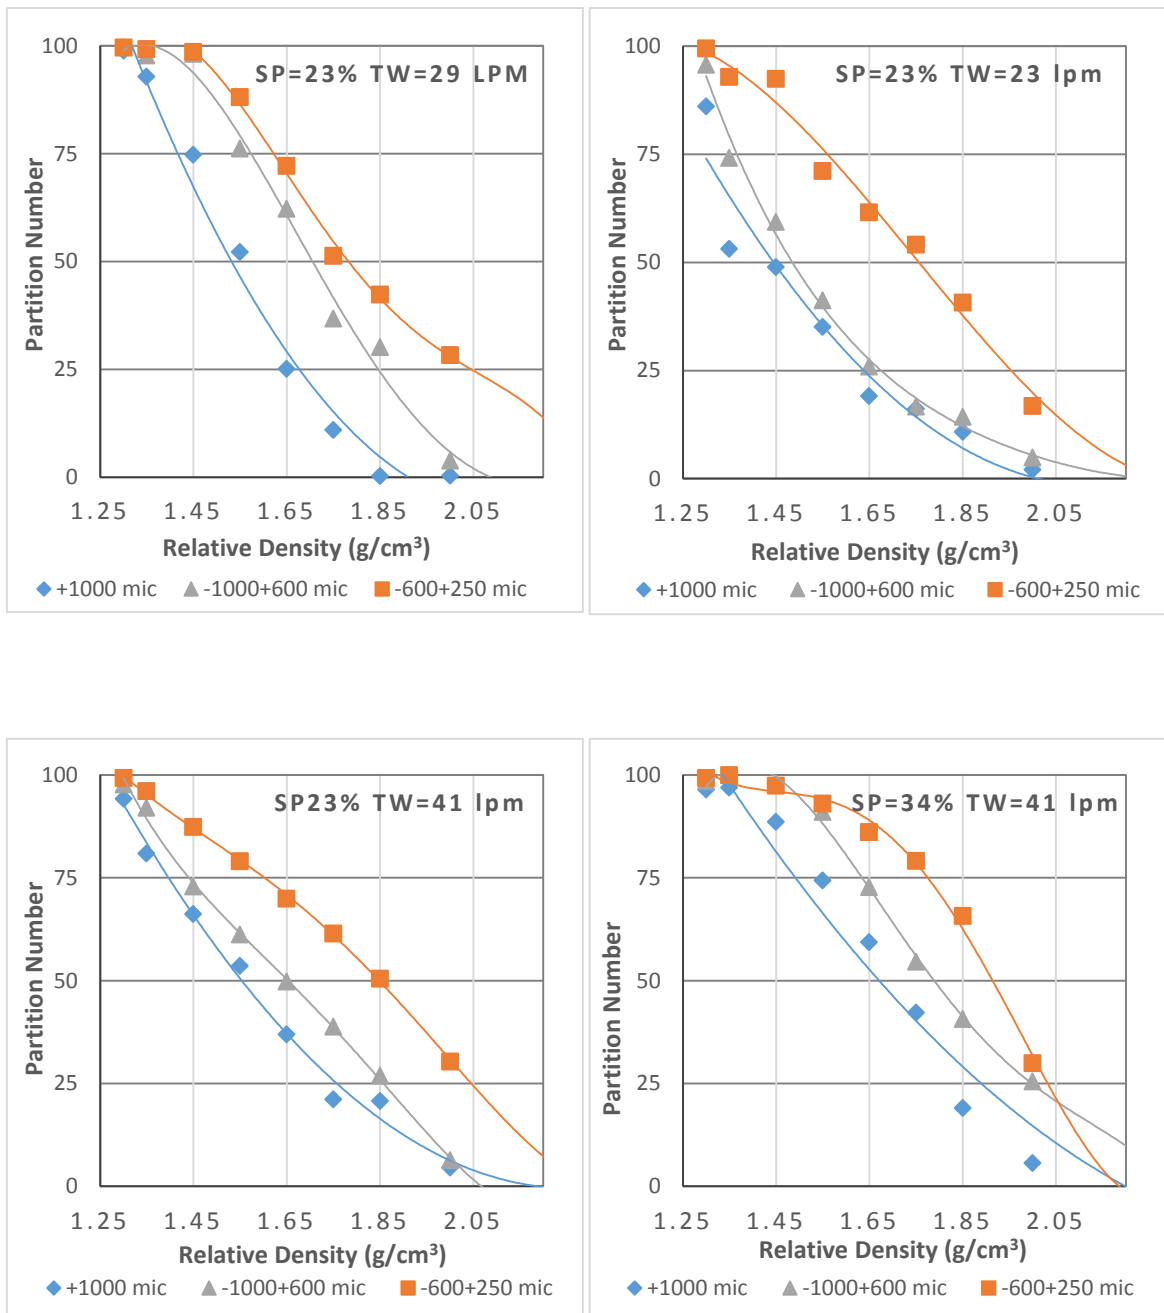 SP=23% TW=29 LPM
100
75
50
25
0
Partition Number
1.25 1.45 1.65 1.85 2.05
Relative Density (g/cm³)
+1000 mic -1000+600 mic -600+250 mic
SP=23% TW=23 lpm
100
75
50
25
0
Partition Number
1.25 1.45 1.65 1.85 2.05
Relative Density (g/cm³)
+1000 mic -1000+600 mic -600+250 mic
SP23% TW=41 lpm
100
75
50
25
0
Partition Number
1.25 1.45 1.65 1.85 2.05
Relative Density (g/cm³)
+1000 mic -1000+600 mic -600+250 mic
SP=34% TW=41 lpm
100
75
50
25
0
Partition Number
1.25 1.45 1.65 1.85 2.05
Relative Density (g/cm³)
+1000 mic -1000+600 mic -600+250 mic